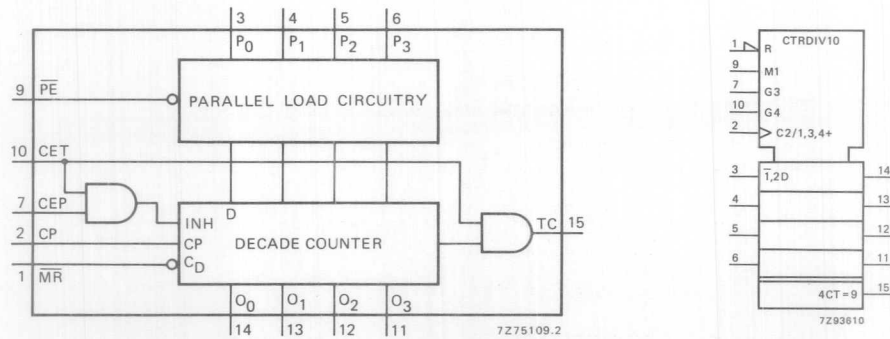 3 4 5 6
P0 P1 P2 P3
9 PE PARALLEL LOAD CIRCUITRY
10 CET
7 CEP
INH D
2 CP CP DECADE COUNTER TC 15
1 MR CD
O0 O1 O2 O3
14 13 12 11
7Z75109.2
CTRDIV10
1 R
9 M1
7 G3
10 G4
2 C2/1,3,4+
3 1,2D 14
4 13
5 12
6 11
4CT=9 15
7Z93610